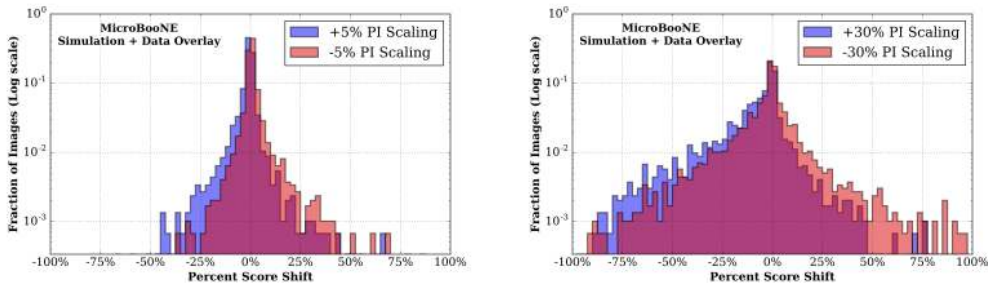 MicroBooNE
Simulation + Data Overlay
+5% PI Scaling
-5% PI Scaling
Fraction of Images (Log scale)
10^0
10^-1
10^-2
10^-3
-100% -75% -50% -25% 0% 25% 50% 75% 100%
Percent Score Shift
MicroBooNE
Simulation + Data Overlay
+30% PI Scaling
-30% PI Scaling
Fraction of Images (Log scale)
10^0
10^-1
10^-2
10^-3
-100% -75% -50% -25% 0% 25% 50% 75% 100%
Percent Score Shift